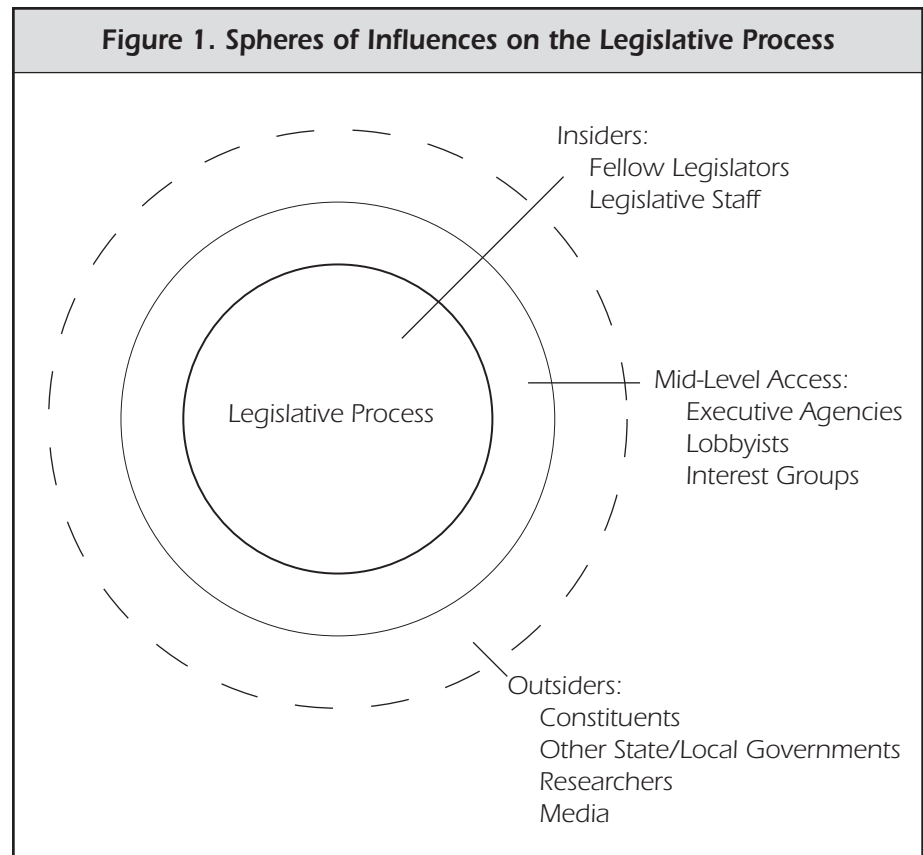 Figure 1. Spheres of Influences on the Legislative Process
Insiders:
Fellow Legislators
Legislative Staff
Legislative Process
Mid-Level Access:
Executive Agencies
Lobbyists
Interest Groups
Outsiders:
Constituents
Other State/Local Governments
Researchers
Media